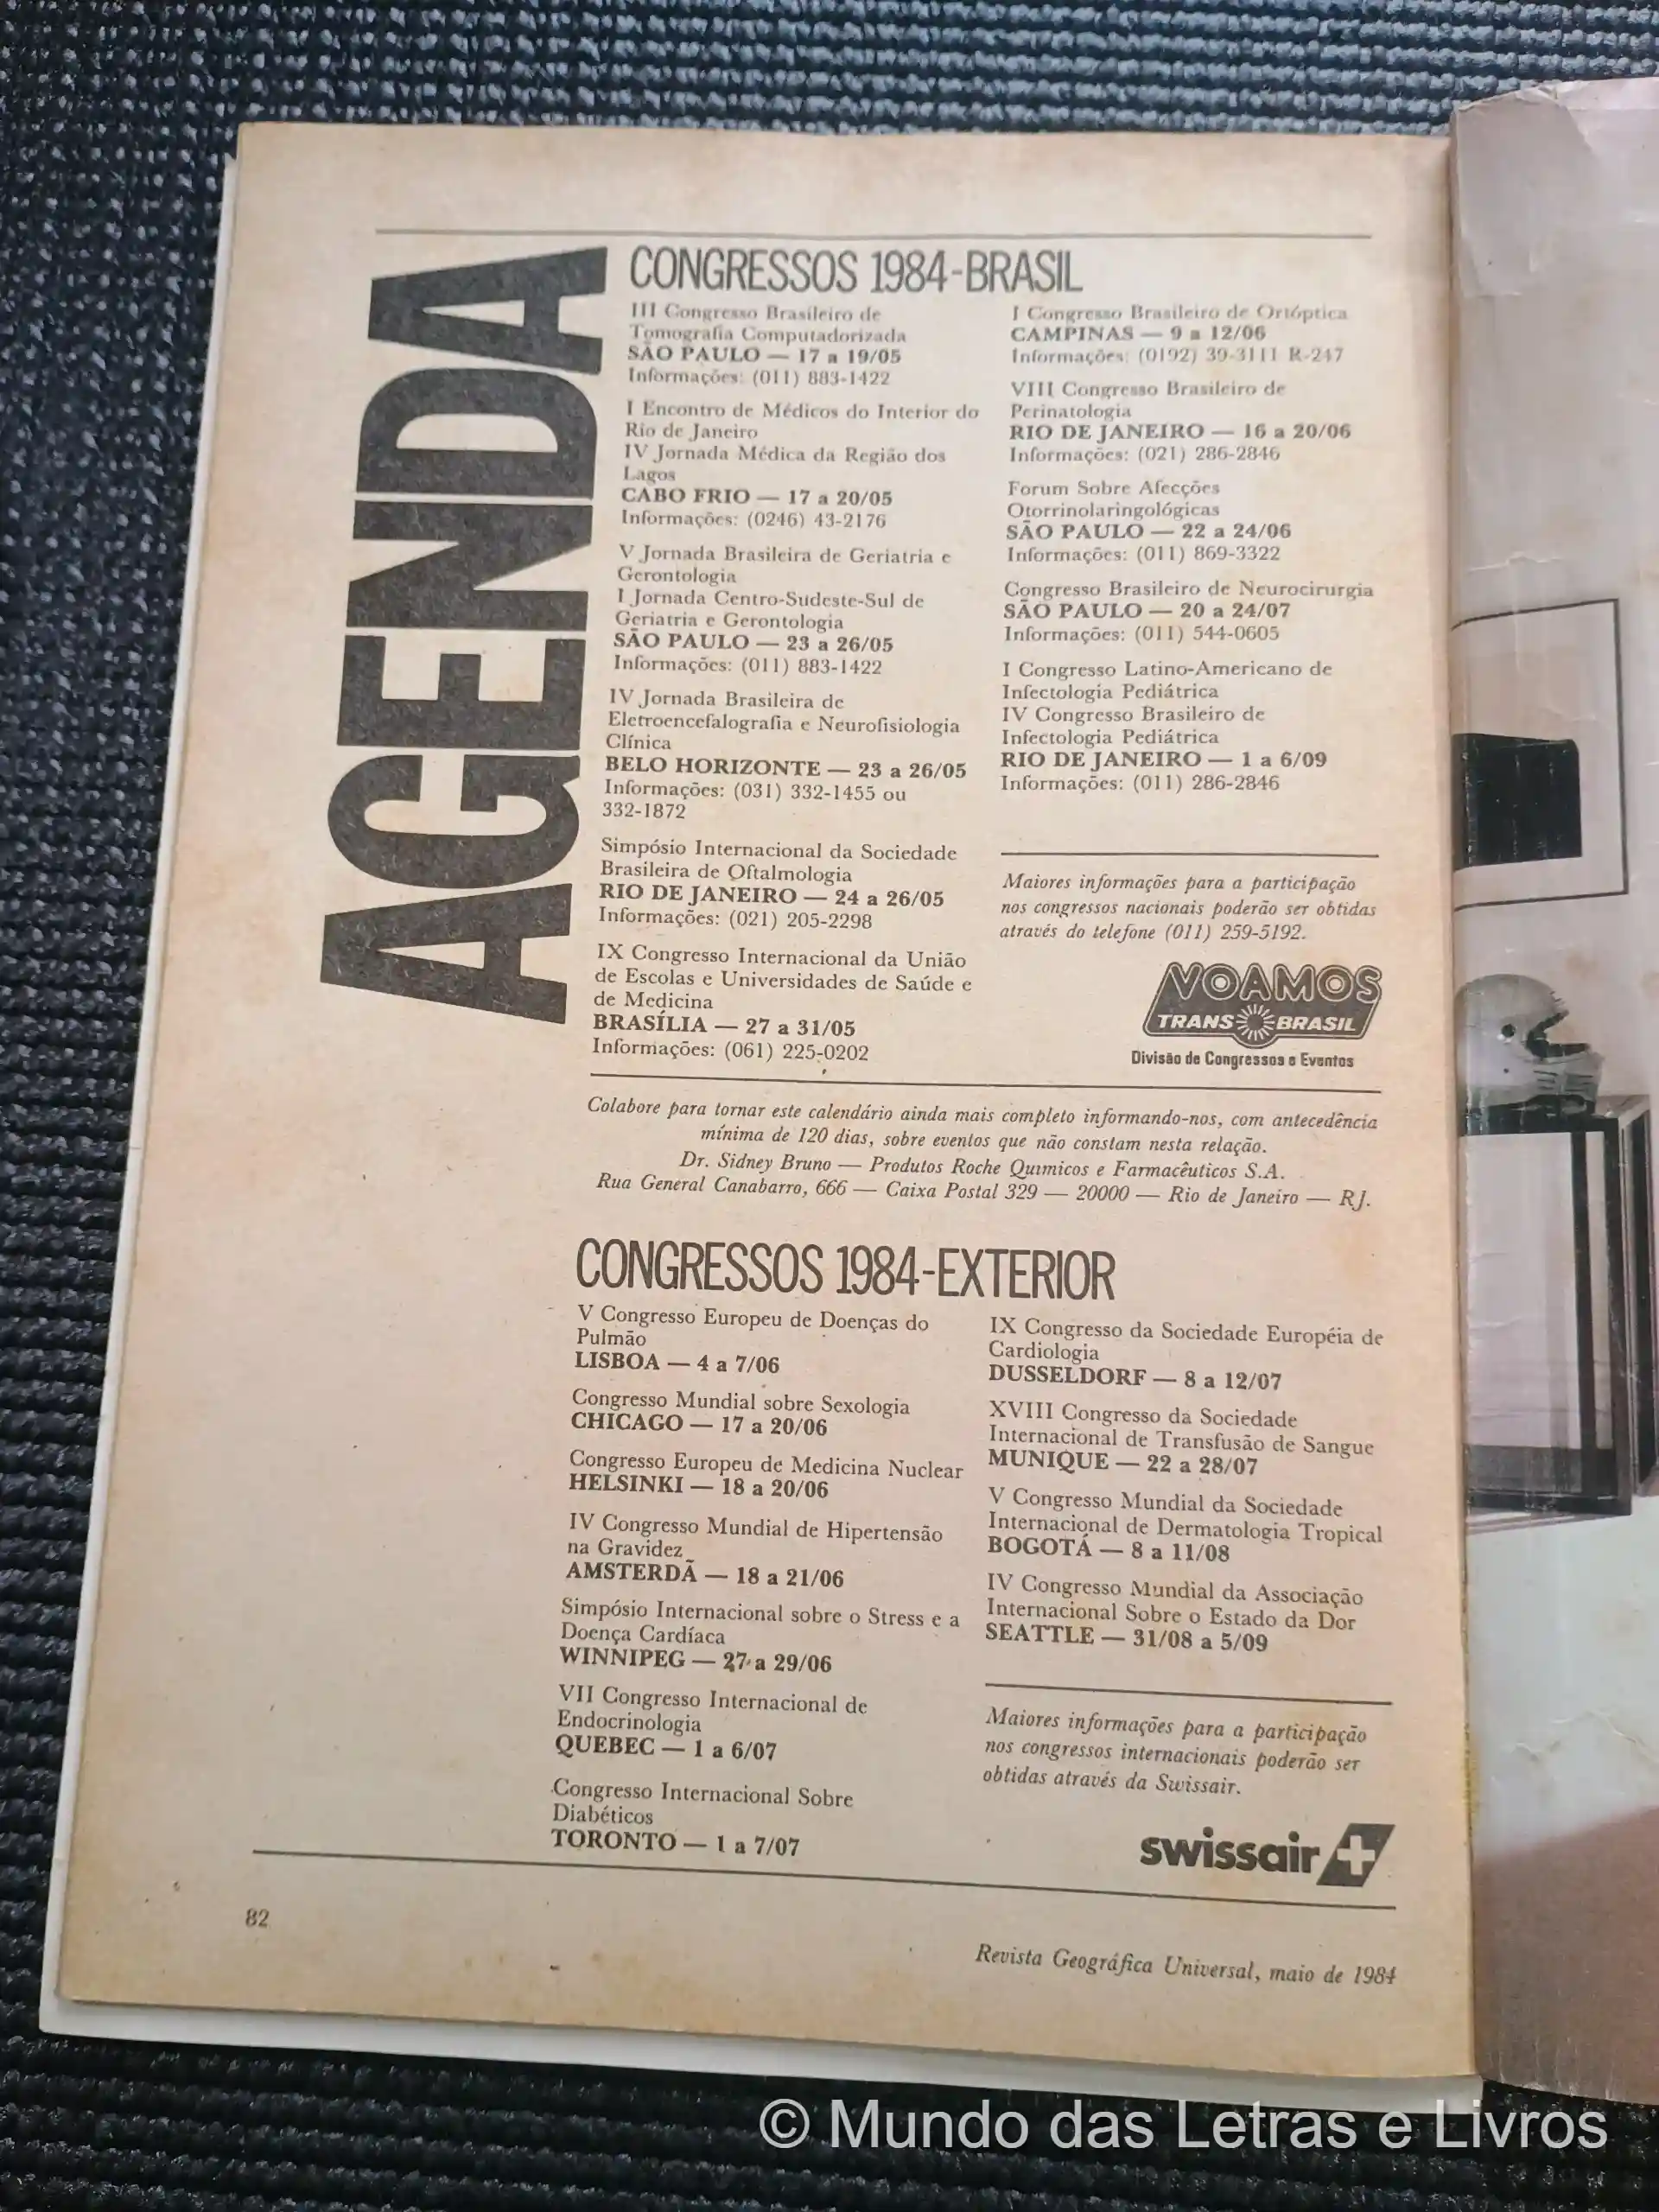 AGENDA
CONGRESSOS 1984-BRASIL
III Congresso Brasileiro de
Tomografia Computadorizada
SÃO PAULO — 17 a 19/05
Informações: (011) 883-1422
I Encontro de Médicos do Interior do
Rio de Janeiro
IV Jornada Médica da Região dos
Lagos
CABO FRIO — 17 a 20/05
Informações: (0246) 43-2176
V Jornada Brasileira de Geriatria e
Gerontologia
I Jornada Centro-Sudeste-Sul de
Geriatria e Gerontologia
SÃO PAULO — 23 a 26/05
Informações: (011) 883-1422
IV Jornada Brasileira de
Eletroencefalografia e Neurofisiologia
Clínica
BELO HORIZONTE — 23 a 26/05
Informações: (031) 332-1455 ou
332-1872
Simpósio Internacional da Sociedade
Brasileira de Oftalmologia
RIO DE JANEIRO — 24 a 26/05
Informações: (021) 205-2298
IX Congresso Internacional da União
de Escolas e Universidades de Saúde e
de Medicina
BRASÍLIA — 27 a 31/05
Informações: (061) 225-0202
I Congresso Brasileiro de Ortóptica
CAMPINAS — 9 a 12/06
Informações: (0192) 39-3111 R-247
VIII Congresso Brasileiro de
Perinatologia
RIO DE JANEIRO — 16 a 20/06
Informações: (021) 286-2846
Forum Sobre Afecções
Otorrinolaringológicas
SÃO PAULO — 22 a 24/06
Informações: (011) 869-3322
Congresso Brasileiro de Neurocirurgia
SÃO PAULO — 20 a 24/07
Informações: (011) 544-0605
I Congresso Latino-Americano de
Infectologia Pediátrica
IV Congresso Brasileiro de
Infectologia Pediátrica
RIO DE JANEIRO — 1 a 6/09
Informações: (011) 286-2846
Maiores informações para a participação
nos congressos nacionais poderão ser obtidas
através do telefone (011) 259-5192.
VOAMOS
TRANS BRASIL
Divisão de Congressos e Eventos
Colabore para tornar este calendário ainda mais completo informando-nos, com antecedência
mínima de 120 dias, sobre eventos que não constam nesta relação.
Dr. Sidney Bruno — Produtos Roche Químicos e Farmacêuticos S.A.
Rua General Canabarro, 666 — Caixa Postal 329 — 20000 — Rio de Janeiro — RJ.
CONGRESSOS 1984-EXTERIOR
V Congresso Europeu de Doenças do
Pulmão
LISBOA — 4 a 7/06
Congresso Mundial sobre Sexologia
CHICAGO — 17 a 20/06
Congresso Europeu de Medicina Nuclear
HELSINKI — 18 a 20/06
IV Congresso Mundial de Hipertensão
na Gravidez
AMSTERDÃ — 18 a 21/06
Simpósio Internacional sobre o Stress e a
Doença Cardíaca
WINNIPEG — 27 a 29/06
VII Congresso Internacional de
Endocrinologia
QUEBEC — 1 a 6/07
Congresso Internacional Sobre
Diabéticos
TORONTO — 1 a 7/07
IX Congresso da Sociedade Européia de
Cardiologia
DUSSELDORF — 8 a 12/07
XVIII Congresso da Sociedade
Internacional de Transfusão de Sangue
MUNIQUE — 22 a 28/07
V Congresso Mundial da Sociedade
Internacional de Dermatologia Tropical
BOGOTÁ — 8 a 11/08
IV Congresso Mundial da Associação
Internacional Sobre o Estado da Dor
SEATTLE — 31/08 a 5/09
Maiores informações para a participação
nos congressos internacionais poderão ser
obtidas através da Swissair.
swissair
82
Revista Geográfica Universal, maio de 1984
© Mundo das Letras e Livros